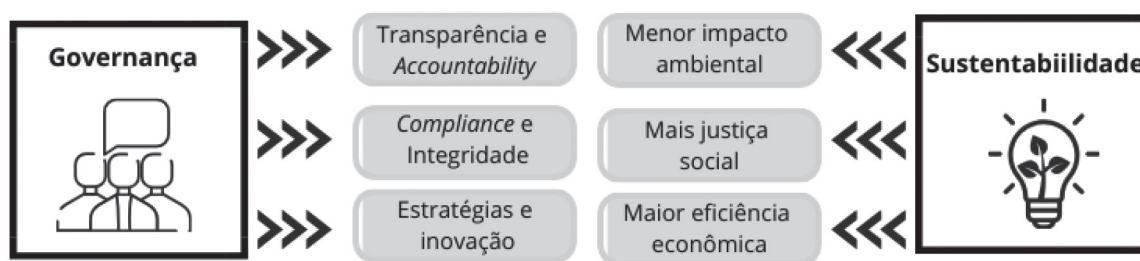 Governança
Transparência e
Accountability
Compliance e
Integridade
Estratégias e
inovação
Menor impacto
ambiental
Mais justiça
social
Maior eficiência
econômica
Sustentabiilidade